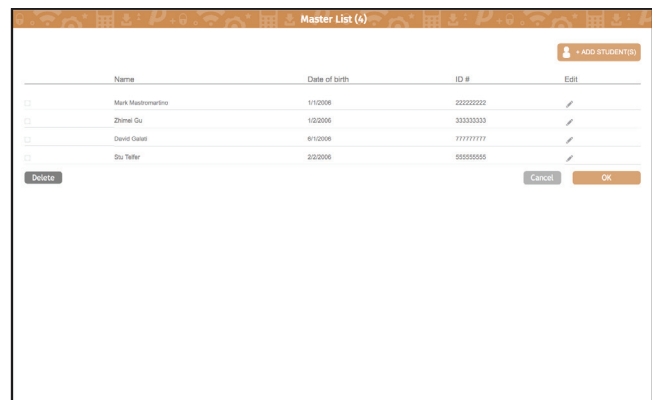 Master List (4)
+ ADD STUDENT(S)
Name Date of birth ID # Edit
Mark Mastromartino 1/1/2006 222222222
Zhimei Gu 1/2/2006 333333333
David Galati 6/1/2006 777777777
Stu Telfer 2/2/2006 555555555
Delete Cancel OK